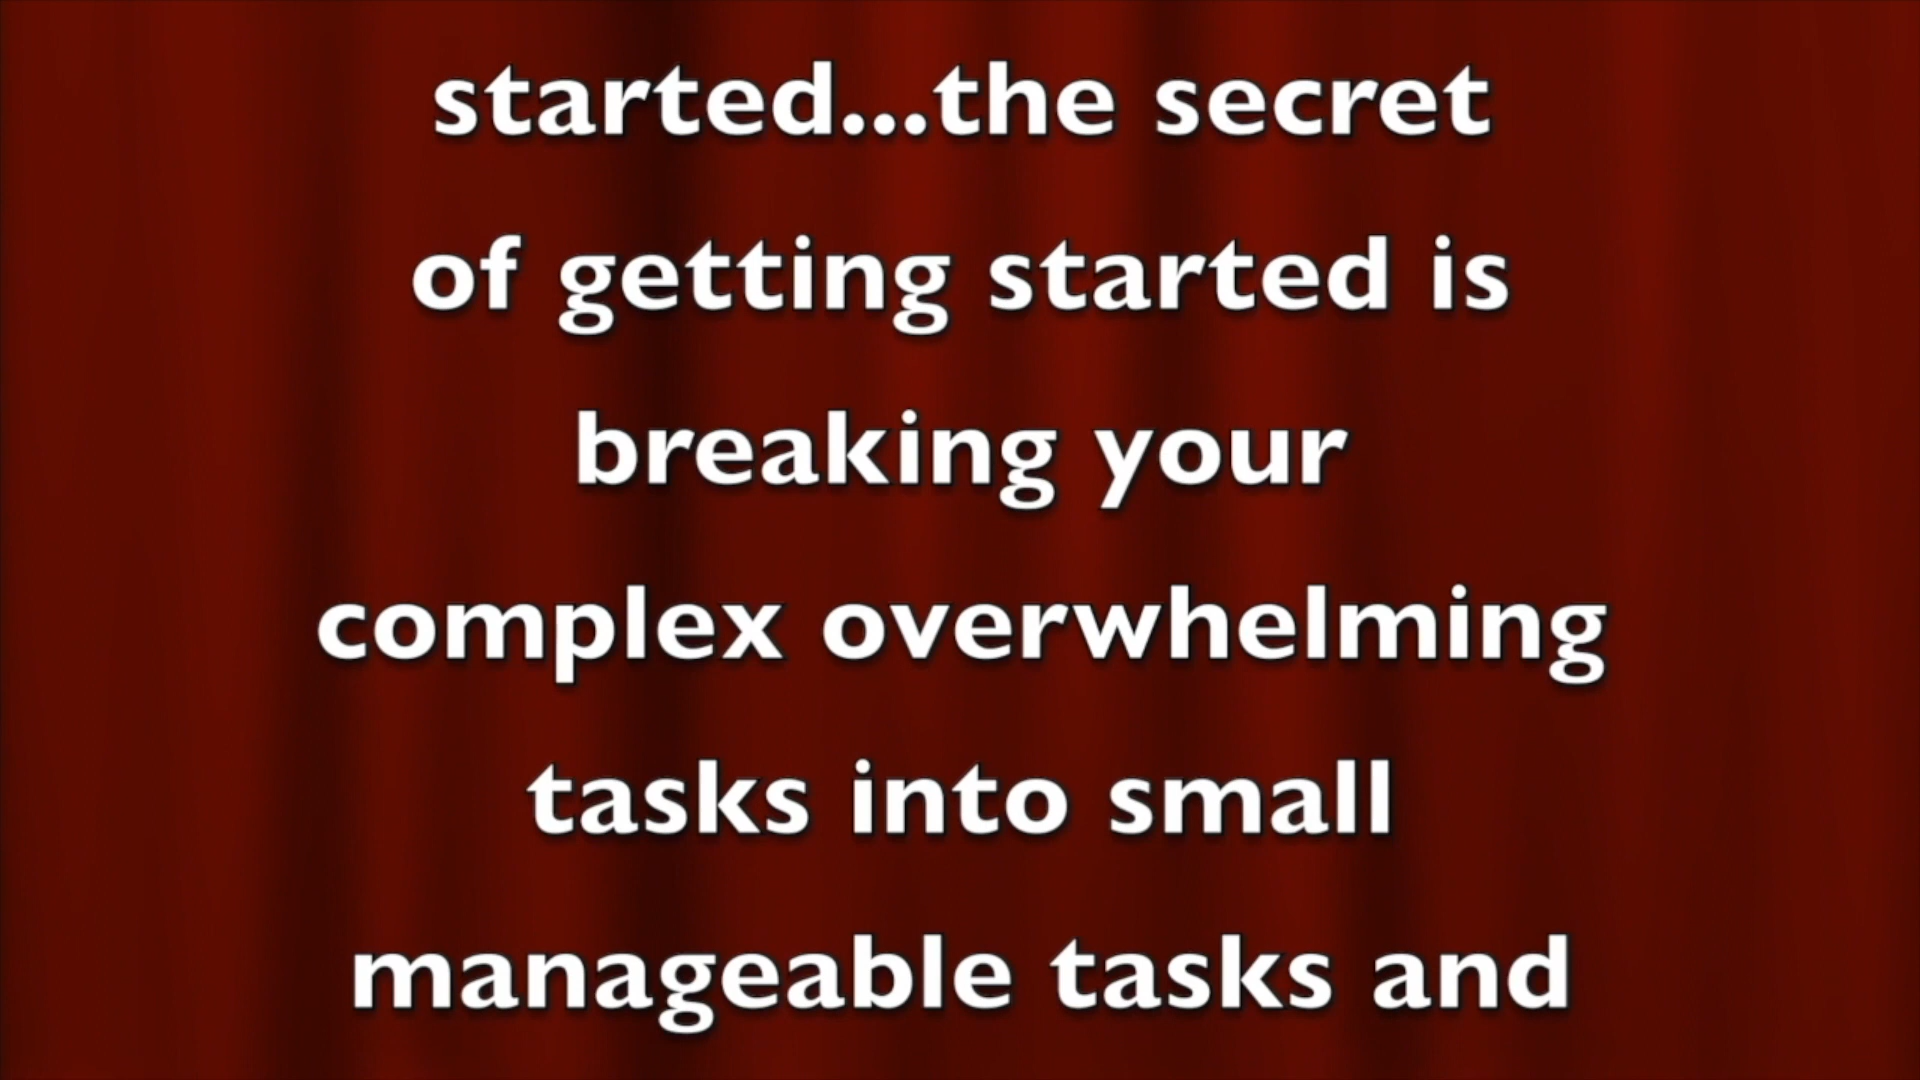 started...the secret
of getting started is
breaking your
complex overwhelming
tasks into small
manageable tasks and